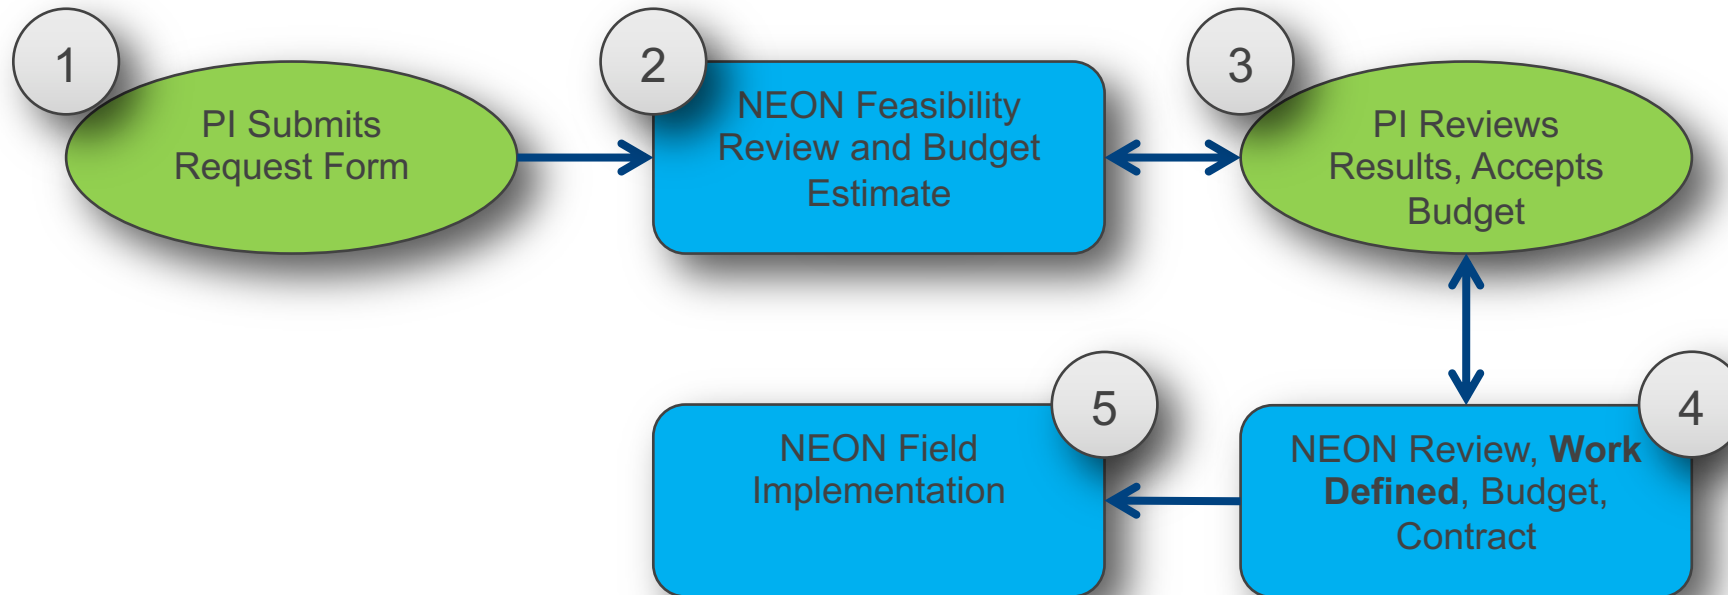 1
PI Submits
Request Form
2
NEON Feasibility
Review and Budget
Estimate
3
PI Reviews
Results, Accepts
Budget
4
NEON Review, Work
Defined, Budget,
Contract
5
NEON Field
Implementation